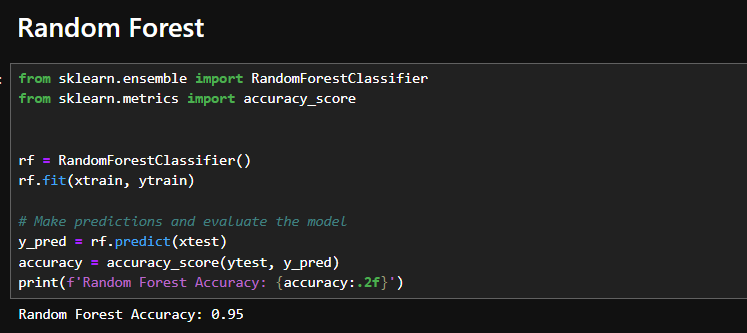 Random Forest
:
from sklearn.ensemble import RandomForestClassifier
from sklearn.metrics import accuracy_score
rf = RandomForestClassifier()
rf.fit(xtrain, ytrain)
# Make predictions and evaluate the model
y_pred = rf.predict(xtest)
accuracy = accuracy_score(ytest, y_pred)
print(f'Random Forest Accuracy: {accuracy:.2f}')
Random Forest Accuracy: 0.95